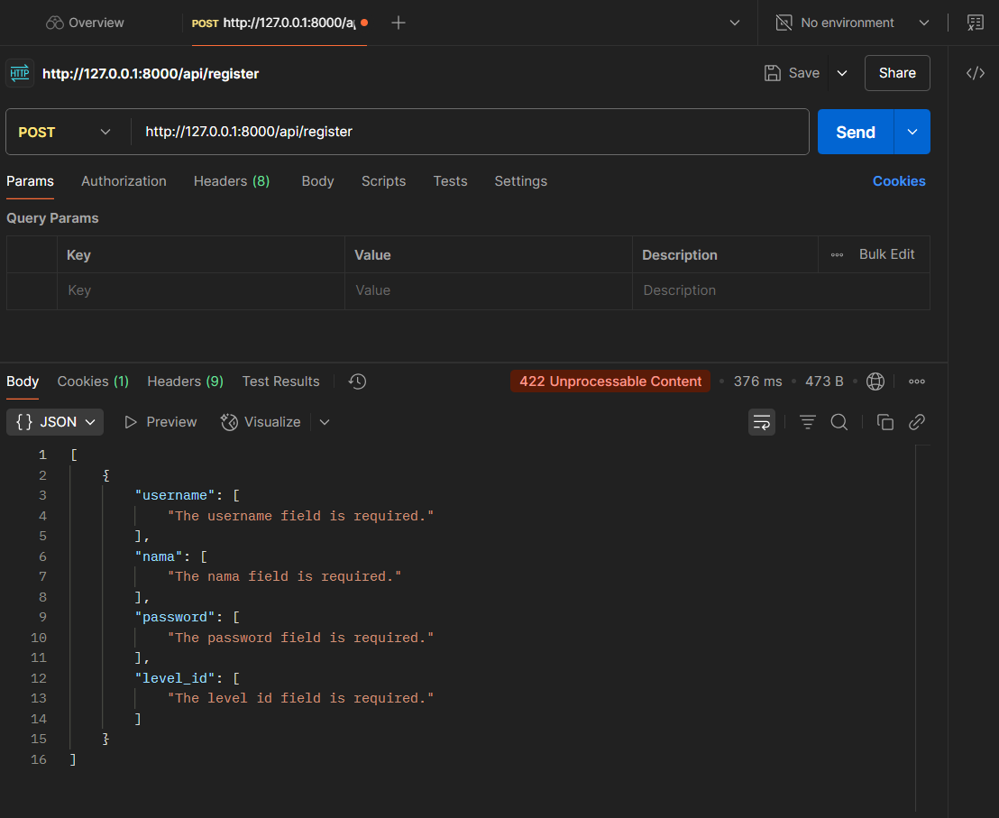 Overview
POST http://127.0.0.1:8000/a
No environment
HTTP http://127.0.0.1:8000/api/register
Save
Share
POST http://127.0.0.1:8000/api/register
Send
Params Authorization Headers (8) Body Scripts Tests Settings Cookies
Query Params
Key Value Description Bulk Edit
Key Value Description
Body Cookies (1) Headers (9) Test Results 422 Unprocessable Content • 376 ms • 473 B
{} JSON Preview Visualize
1 [
2 {
3 "username": [
4 "The username field is required."
5 ],
6 "nama": [
7 "The nama field is required."
8 ],
9 "password": [
10 "The password field is required."
11 ],
12 "level_id": [
13 "The level id field is required."
14 ]
15 }
16 ]